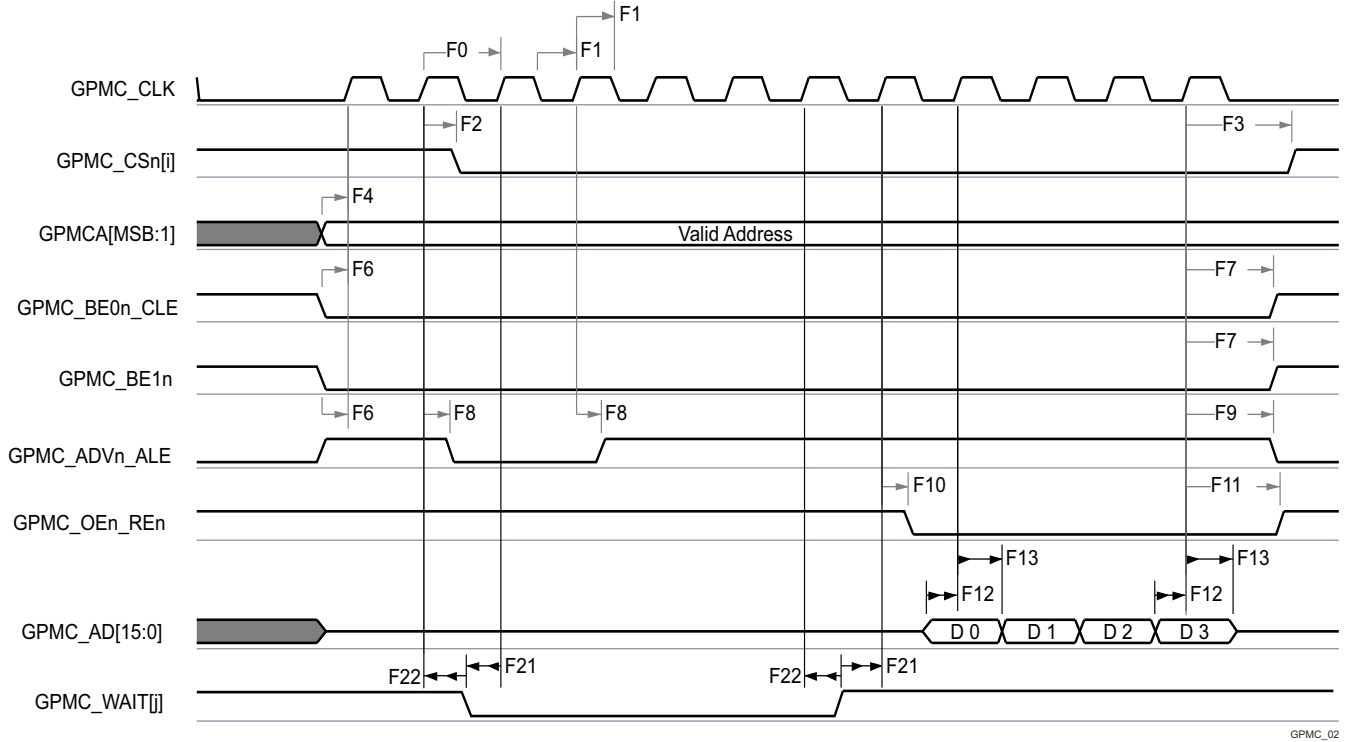 F1
F0 F1
GPMC_CLK
F2 F3
GPMC_CSn[i]
F4
GPMCA[MSB:1] Valid Address
F6 F7
GPMC_BE0n_CLE
F7
GPMC_BE1n
F6 F8 F8 F9
GPMC_ADVn_ALE
F10 F11
GPMC_OEn_REn
F13 F13
F12 F12
GPMC_AD[15:0] D 0 D 1 D 2 D 3
F22 F21 F22 F21
GPMC_WAIT[j]
GPMC_02